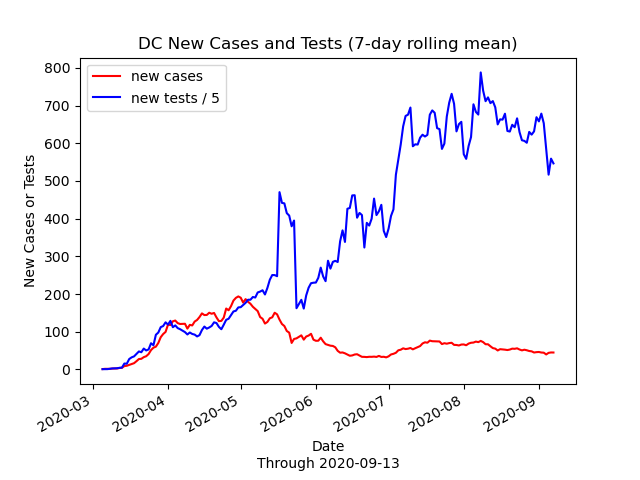 DC New Cases and Tests (7-day rolling mean)
new cases
new tests / 5
800
700
600
500
400
300
200
100
0
New Cases or Tests
2020-03
2020-04
2020-05
2020-06
2020-07
2020-08
2020-09
Date
Through 2020-09-13